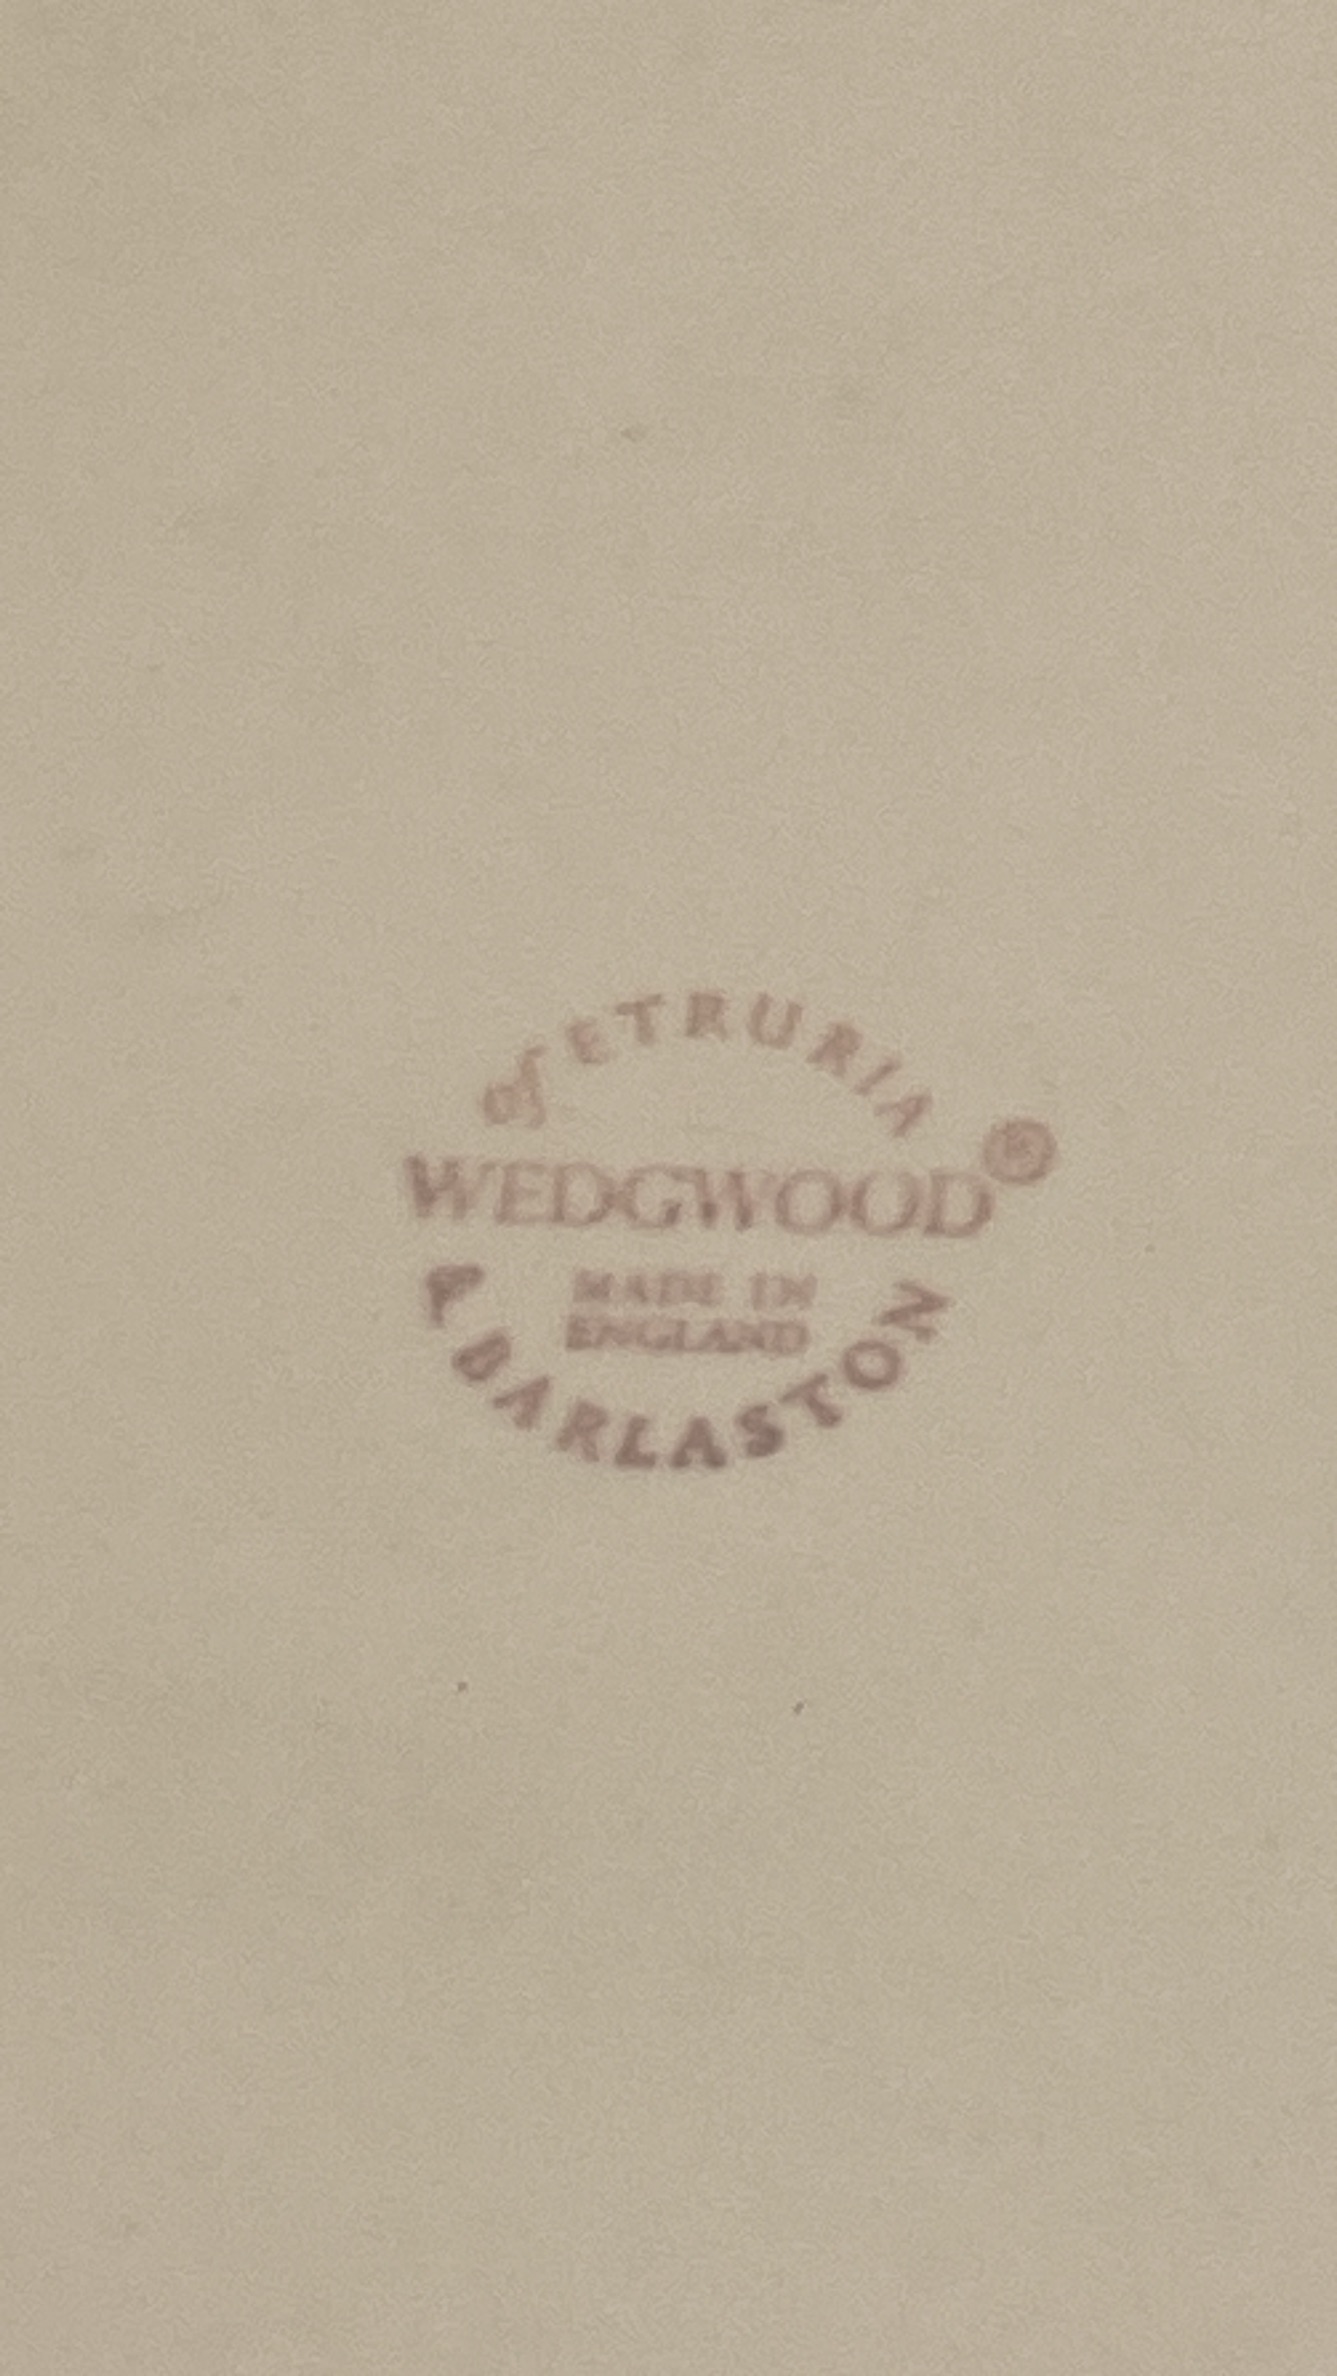 of ETRURIA
WEDGWOOD®
MADE IN
ENGLAND
& BARLASTON